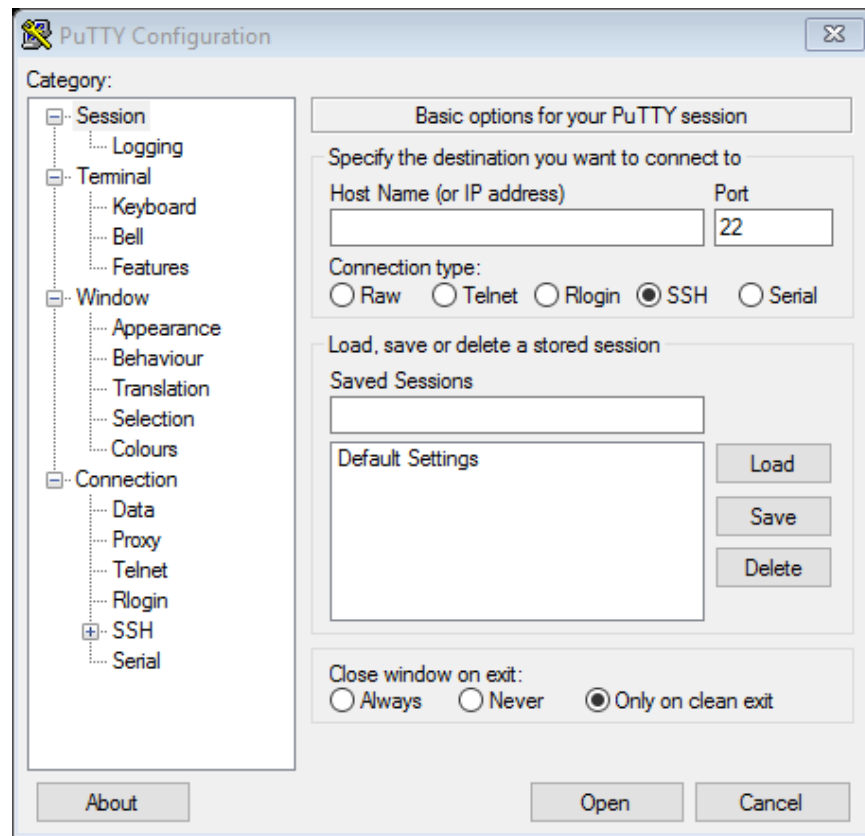 PuTTY Configuration
Category:
Session
Logging
Terminal
Keyboard
Bell
Features
Window
Appearance
Behaviour
Translation
Selection
Colours
Connection
Data
Proxy
Telnet
Rlogin
SSH
Serial
Basic options for your PuTTY session
Specify the destination you want to connect to
Host Name (or IP address) Port
22
Connection type:
Raw Telnet Rlogin SSH Serial
Load, save or delete a stored session
Saved Sessions
Default Settings
Load
Save
Delete
Close window on exit:
Always Never Only on clean exit
About Open Cancel